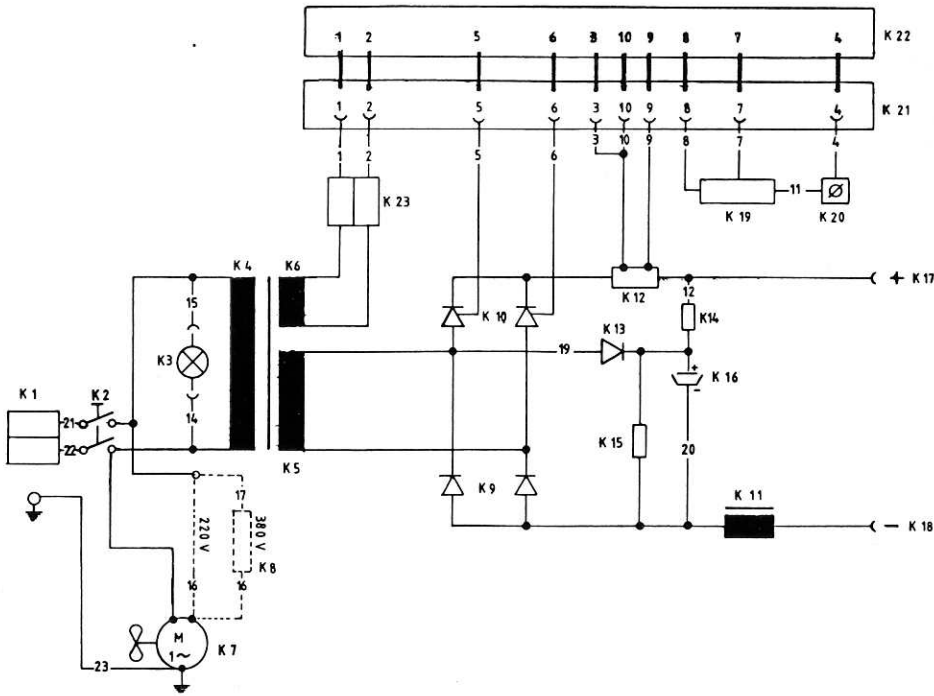 1 2 5 6 3 10 9 8 7 4 K 22
1 2 5 6 3 10 9 8 7 4 K 21
1 2 5 6 3 10 9 8 7 4
K 23
11
K 19 K 20
K 4 K 6
+ K 17
K 12 12
15
K 10
K 13 K 14
19
K 3
+
K 16
-
K 1 K 2
14
21
22
K 15 20
K 5
K 9
17
K 11
- K 18
220 V
380 V
K 8
16 16
M
1~
K 7
23